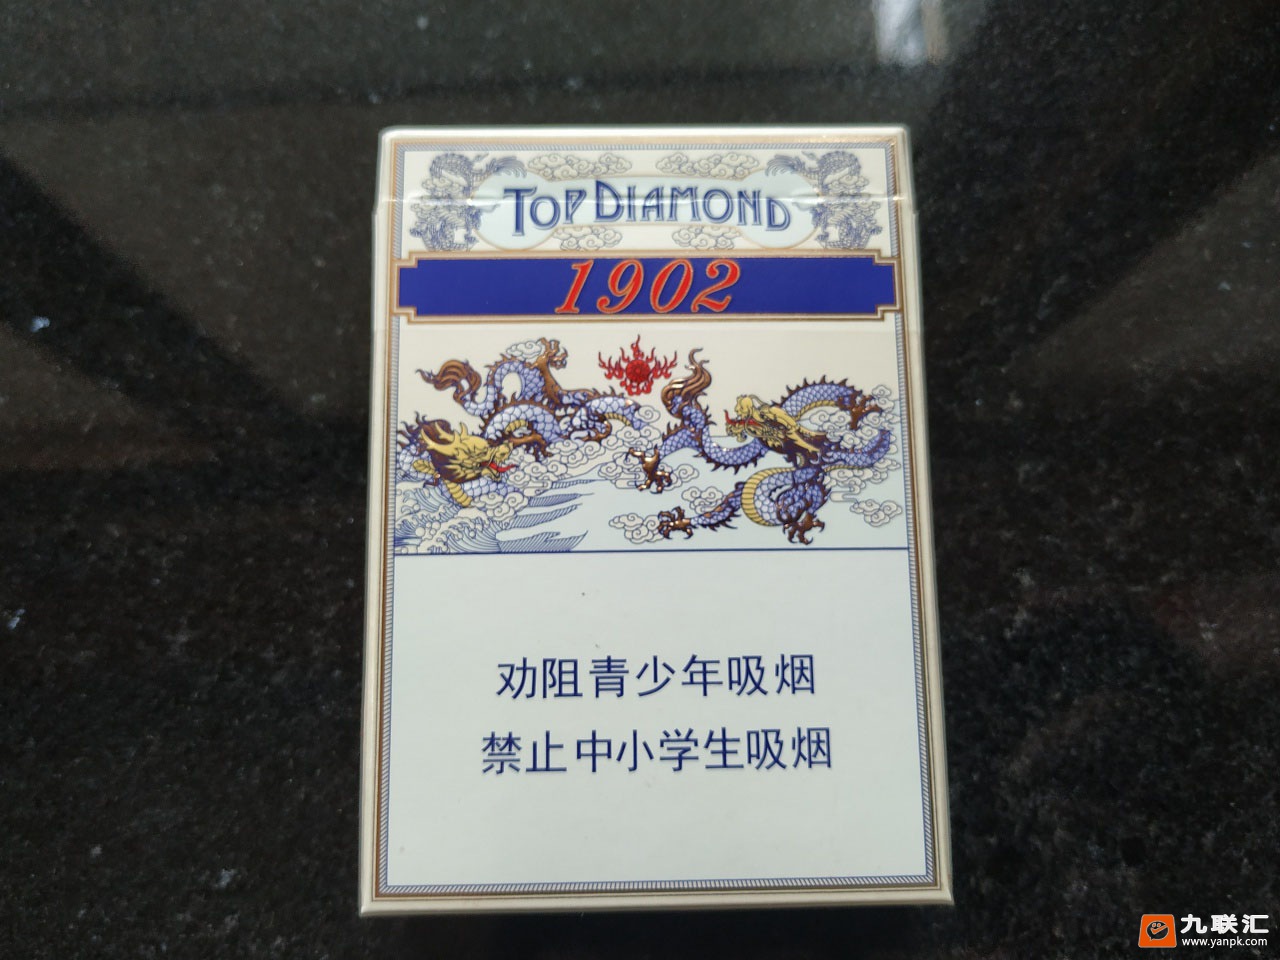 TOP DIAMOND
1902
劝阻青少年吸烟
禁止中小学生吸烟
九联汇
www.yanpk.com